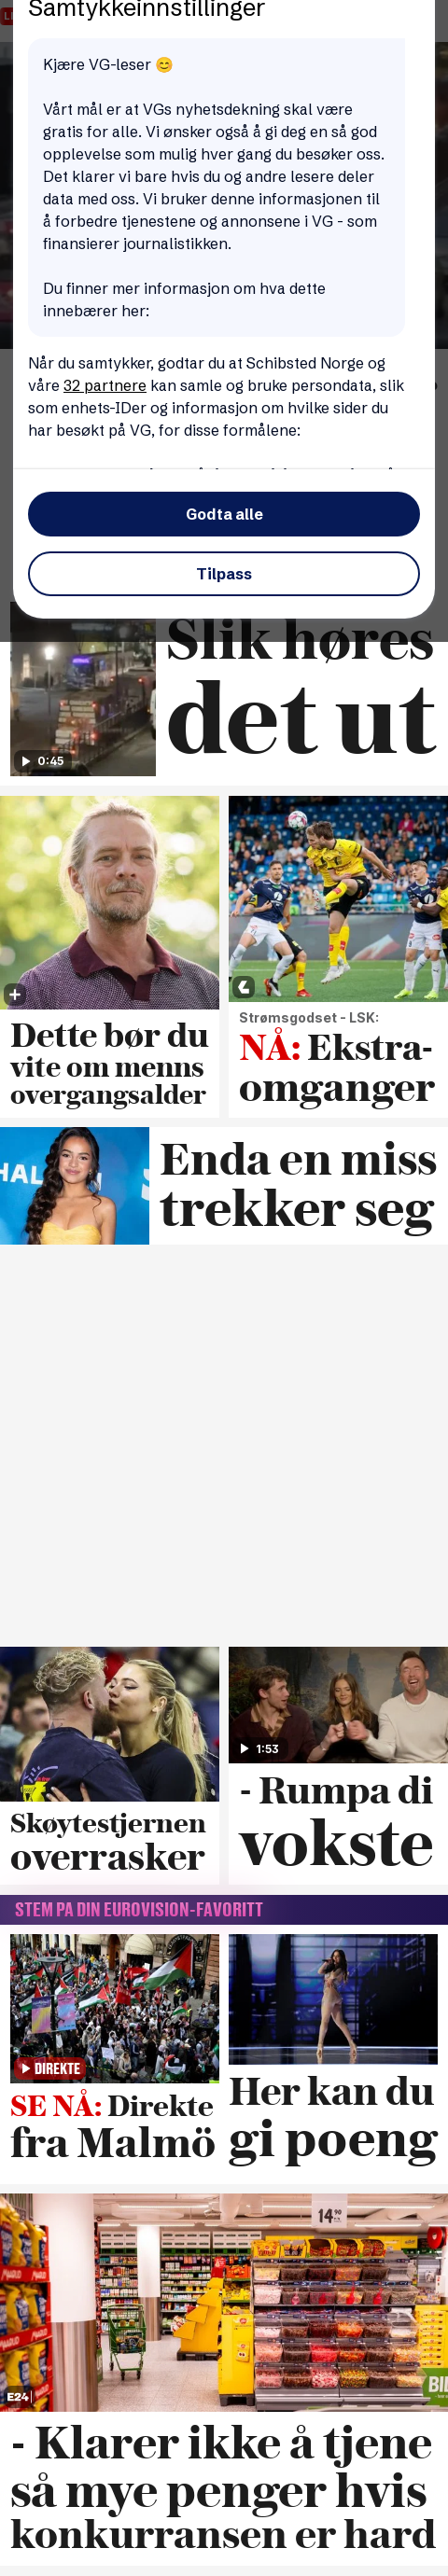 Samtykkeinnstillinger
Kjære VG-leser 😊
Vårt mål er at VGs nyhetsdekning skal være
gratis for alle. Vi ønsker også å gi deg en så god
opplevelse som mulig hver gang du besøker oss.
Det klarer vi bare hvis du og andre lesere deler
data med oss. Vi bruker denne informasjonen til
å forbedre tjenestene og annonsene i VG - som
finansierer journalistikken.
Du finner mer informasjon om hva dette
innebærer her:
Når du samtykker, godtar du at Schibsted Norge og
våre 32 partnere kan samle og bruke persondata, slik
som enhets-IDer og informasjon om hvilke sider du
har besøkt på VG, for disse formålene:
Godta alle
Tilpass
Slik høres
det ut
0:45
Dette bør du
vite om menns
overgangsalder
Strømsgodset - LSK:
NÅ: Ekstra-
omganger
Enda en miss
trekker seg
Skøytestjernen
overrasker
1:53
- Rumpa di
vokste
STEM PÅ DIN EUROVISION-FAVORITT
DIREKTE
SE NÅ: Direkte
fra Malmö
Her kan du
gi poeng
14 90
E24
- Klarer ikke å tjene
så mye penger hvis
konkurransen er hard